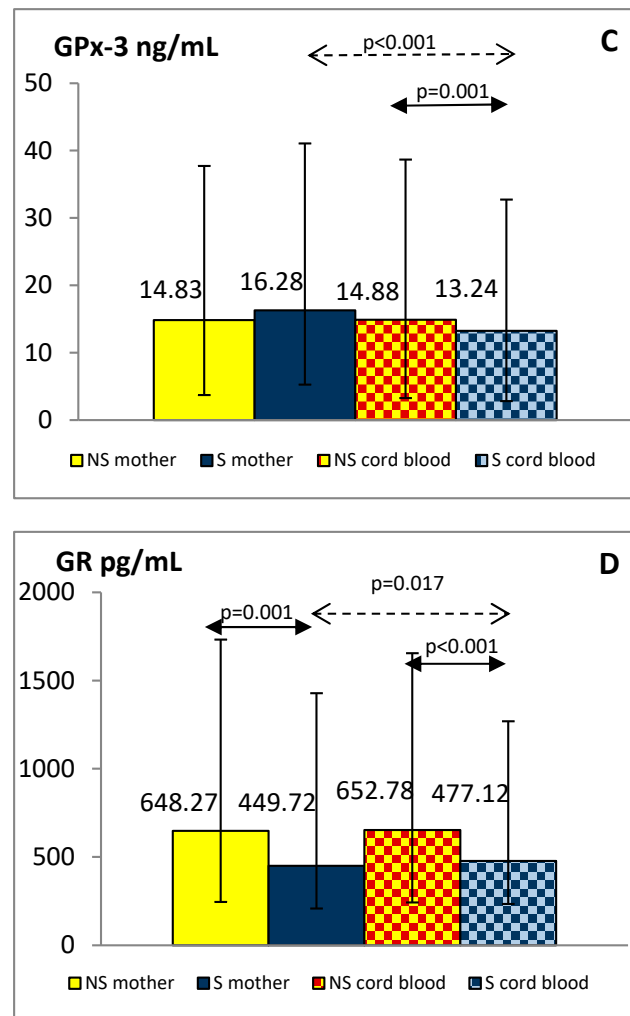 GPx-3 ng/mL
C
p<0.001
p=0.001
50
40
30
20
10
0
14.83
16.28
14.88
13.24
NS mother S mother NS cord blood S cord blood
GR pg/mL
D
p=0.017
p=0.001
p<0.001
2000
1500
1000
500
0
648.27
449.72
652.78
477.12
NS mother S mother NS cord blood S cord blood